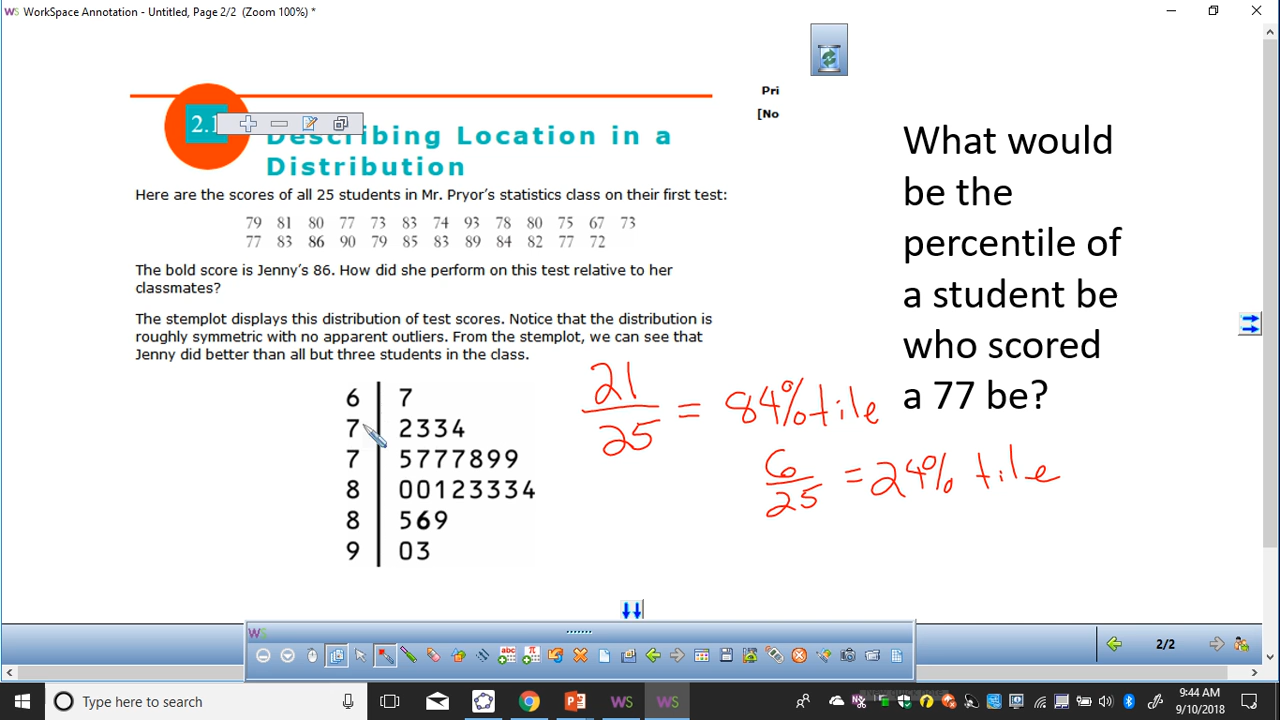 WS WorkSpace Annotation - Untitled, Page 2/2 (Zoom 100%) *
Pri
[No
2.1
Describing Location in a
Distribution
Here are the scores of all 25 students in Mr. Pryor's statistics class on their first test:
79 81 80 77 73 83 74 93 78 80 75 67 73
77 83 86 90 79 85 83 89 84 82 77 72
The bold score is Jenny's 86. How did she perform on this test relative to her
classmates?
The stemplot displays this distribution of test scores. Notice that the distribution is
roughly symmetric with no apparent outliers. From the stemplot, we can see that
Jenny did better than all but three students in the class.
6 | 7
7 | 2334
7 | 5777899
8 | 00123334
8 | 569
9 | 03
21/25 = 84%tile
6/25 = 24% tile
What would
be the
percentile of
a student be
who scored
a 77 be?
WS
abc
π
2/2
Type here to search
WS
WS
9:44 AM
9/10/2018